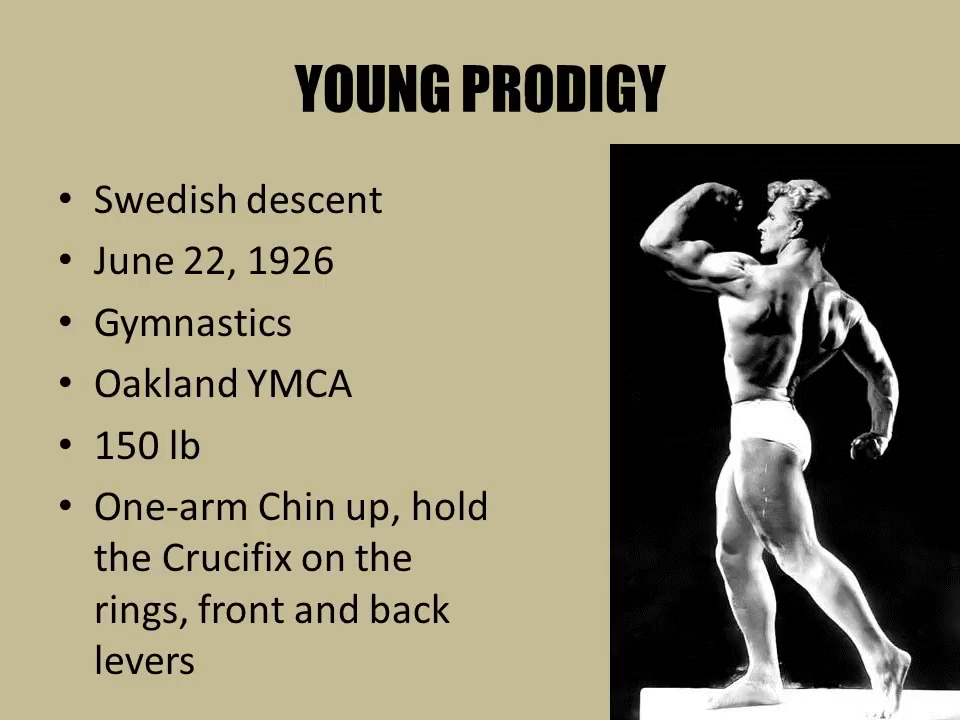 YOUNG PRODIGY
• Swedish descent
• June 22, 1926
• Gymnastics
• Oakland YMCA
• 150 lb
• One-arm Chin up, hold
the Crucifix on the
rings, front and back
levers